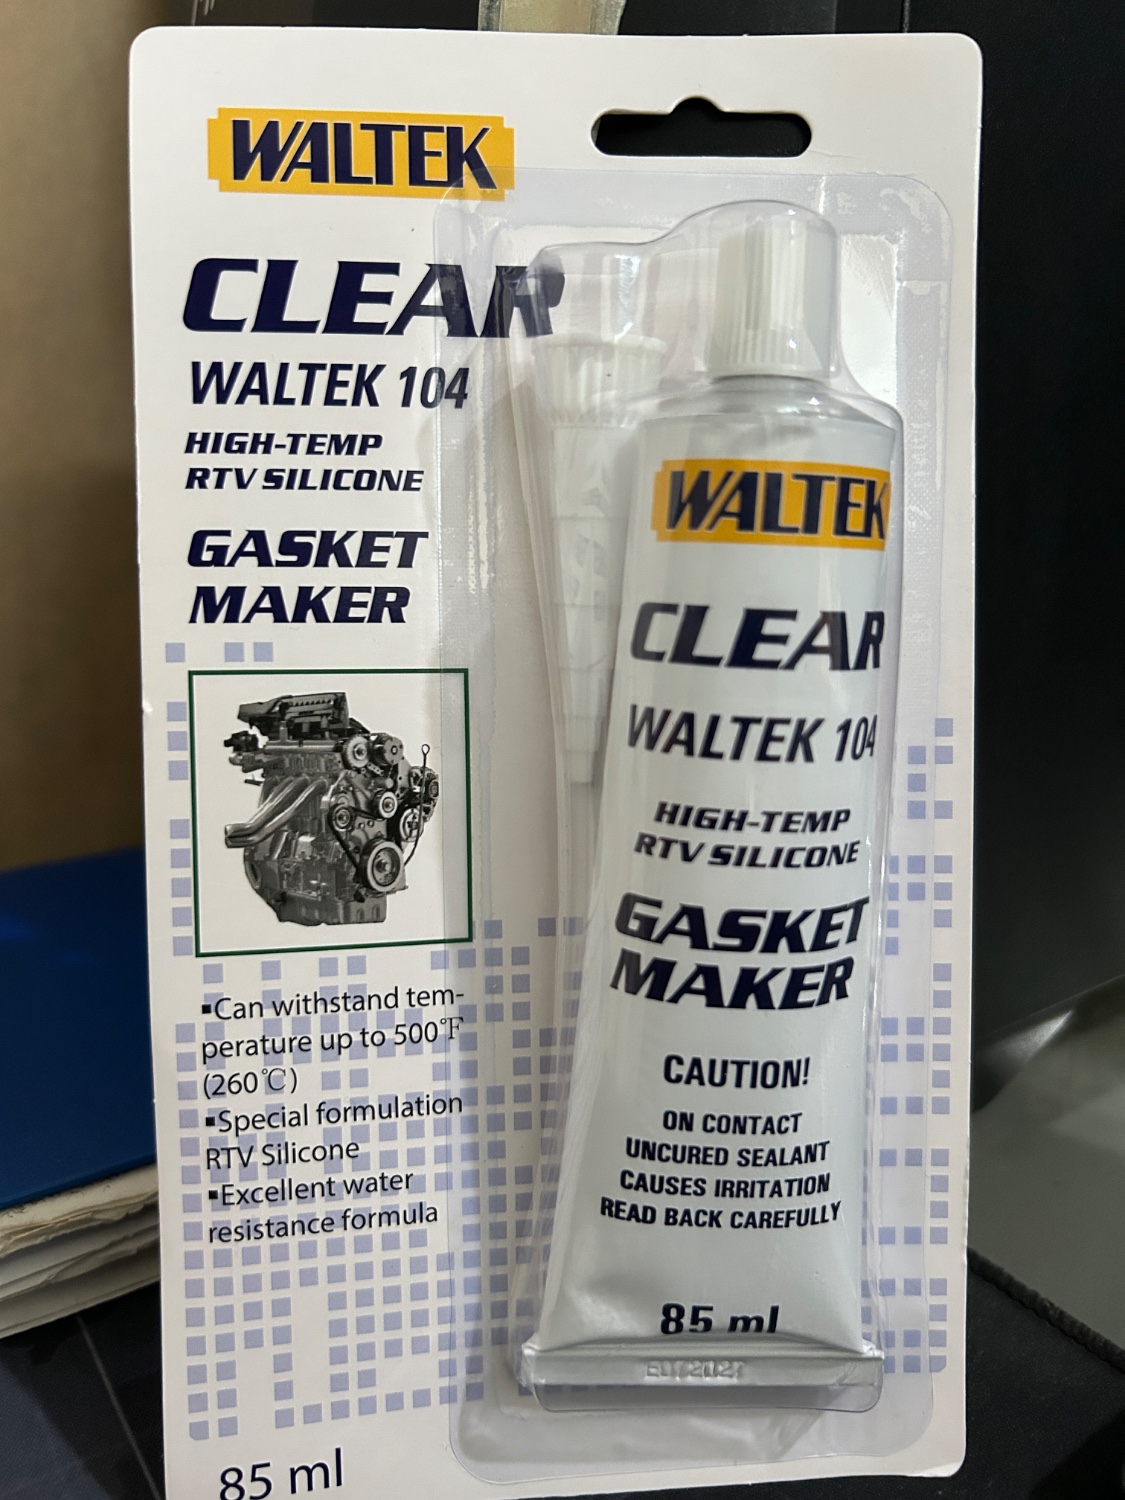 WALTEK
CLEAR
WALTEK 104
HIGH-TEMP
RTV SILICONE
GASKET
MAKER
▪Can withstand tem-
perature up to 500℉
(260℃)
▪Special formulation
RTV Silicone
▪Excellent water
resistance formula
85 ml
WALTEK
CLEAR
WALTEK 104
HIGH-TEMP
RTV SILICONE
GASKET
MAKER
CAUTION!
ON CONTACT
UNCURED SEALANT
CAUSES IRRITATION
READ BACK CAREFULLY
85 ml